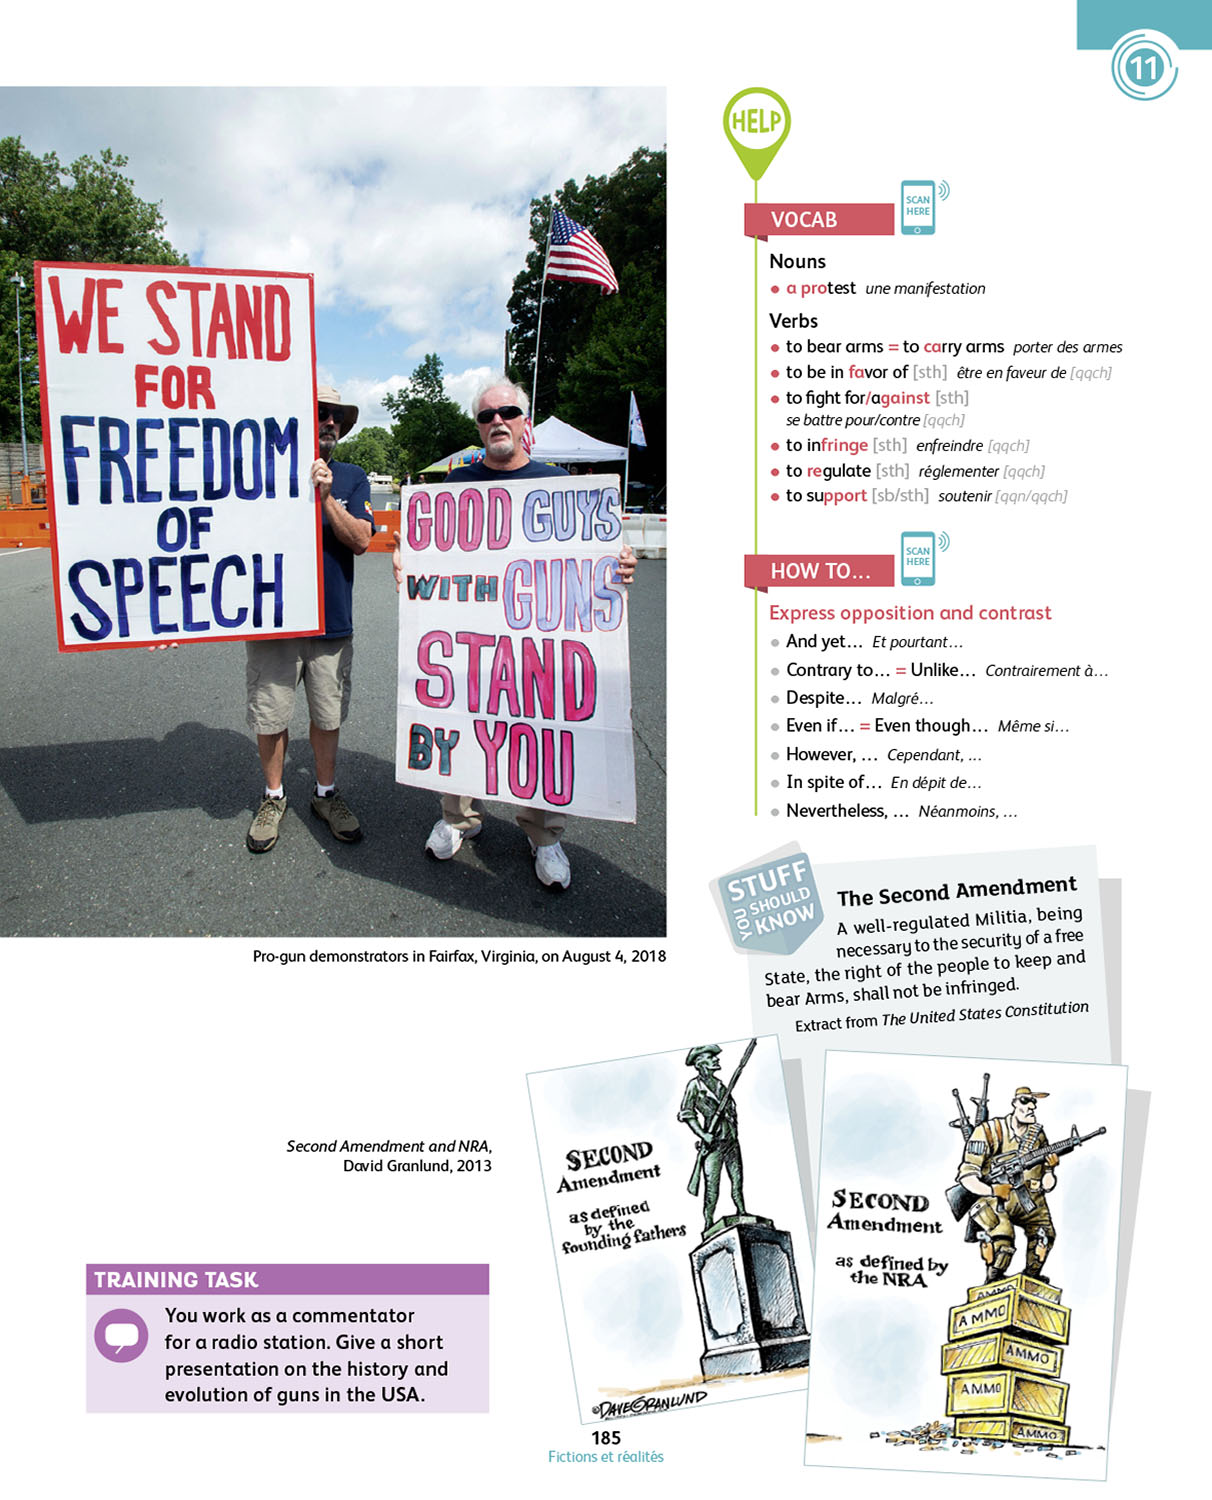 11
WE STAND
FOR
FREEDOM
OF
SPEECH
GOOD GUYS
WITH GUNS
STAND
BY YOU
Pro-gun demonstrators in Fairfax, Virginia, on August 4, 2018
HELP
VOCAB
SCAN
HERE
Nouns
• a protest une manifestation
Verbs
• to bear arms = to carry arms porter des armes
• to be in favor of [sth] être en faveur de [qqch]
• to fight for/against [sth]
se battre pour/contre [qqch]
• to infringe [sth] enfreindre [qqch]
• to regulate [sth] réglementer [qqch]
• to support [sb/sth] soutenir [qqn/qqch]
HOW TO...
SCAN
HERE
Express opposition and contrast
• And yet... Et pourtant...
• Contrary to... = Unlike... Contrairement à...
• Despite... Malgré...
• Even if... = Even though... Même si...
• However, ... Cependant, ...
• In spite of... En dépit de...
• Nevertheless, ... Néanmoins, ...
STUFF
YOU SHOULD
KNOW
The Second Amendment
A well-regulated Militia, being
necessary to the security of a free
State, the right of the people to keep and
bear Arms, shall not be infringed.
Extract from The United States Constitution
Second Amendment and NRA,
David Granlund, 2013
SECOND
Amendment
as defined
by the
founding fathers
©DAVE GRANLUND
SECOND
Amendment
as defined by
the NRA
AMMO
AMMO
AMMO
AMMO
AMMO
TRAINING TASK
You work as a commentator
for a radio station. Give a short
presentation on the history and
evolution of guns in the USA.
185
Fictions et réalités